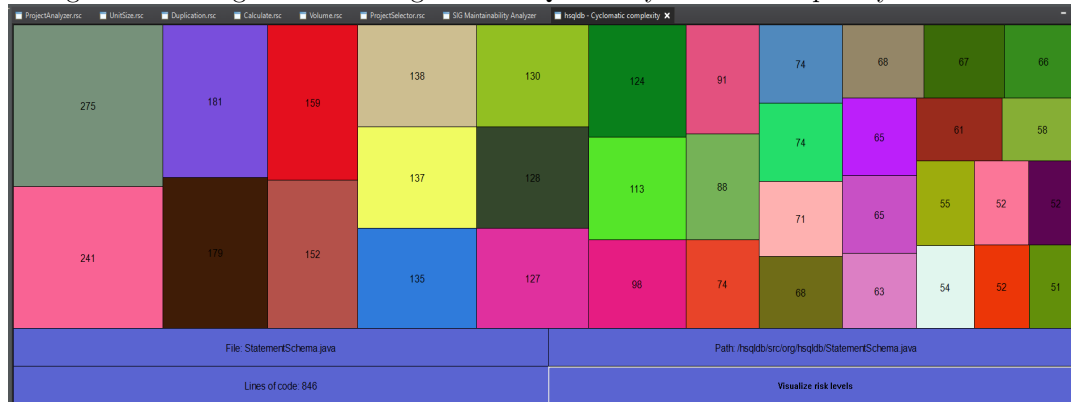 ProjectAnalyzer.rsc UnitSize.rsc Duplication.rsc Calculate.rsc Volume.rsc ProjectSelector.rsc SIG Maintainability Analyzer hsqldb - Cyclomatic complexity
275 181 159 138 130 124 91 74 68 67 66
241 179 152 137 128 113 88 74 65 61 58
135 127 98 74 71 65 55 52 52
68 63 54 52 51
File: StatementSchema.java Path: /hsqldb/src/org/hsqldb/StatementSchema.java
Lines of code: 846 Visualize risk levels